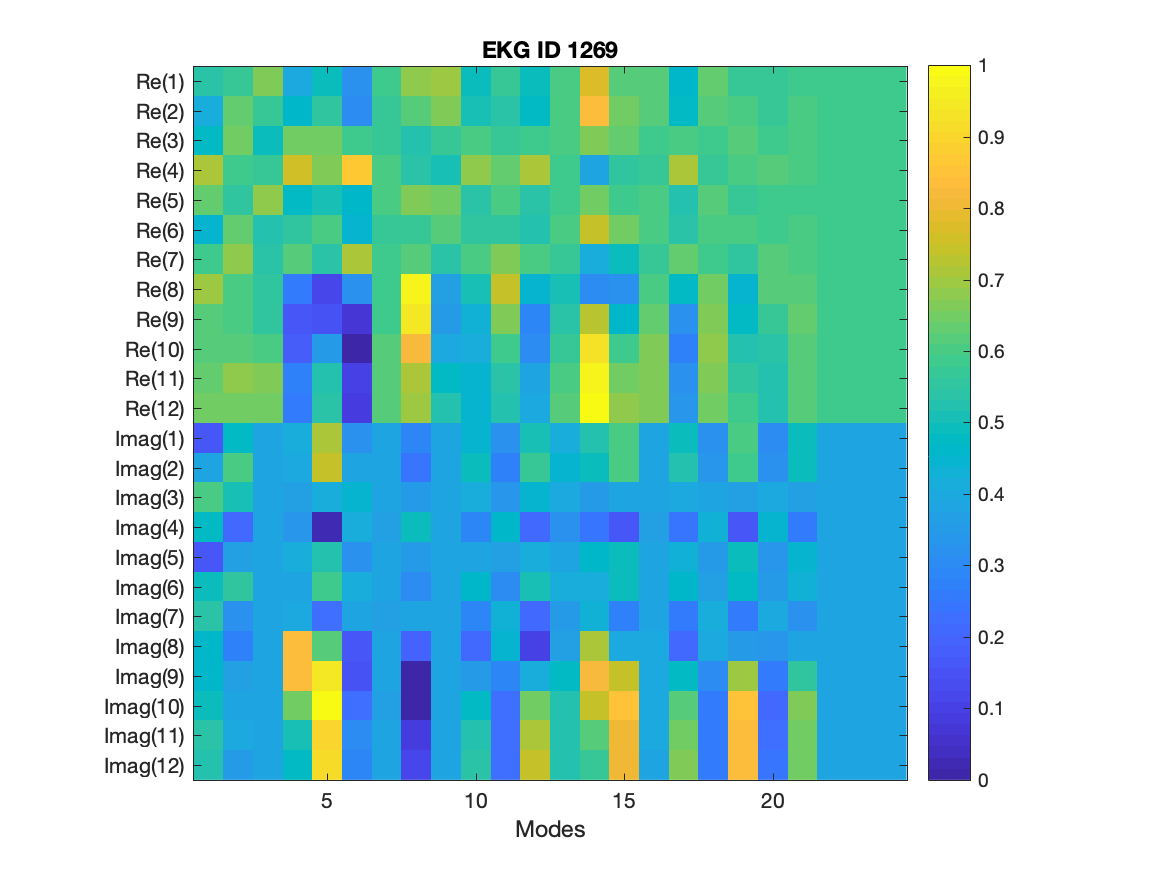 EKG ID 1269
Re(1)
Re(2)
Re(3)
Re(4)
Re(5)
Re(6)
Re(7)
Re(8)
Re(9)
Re(10)
Re(11)
Re(12)
Imag(1)
Imag(2)
Imag(3)
Imag(4)
Imag(5)
Imag(6)
Imag(7)
Imag(8)
Imag(9)
Imag(10)
Imag(11)
Imag(12)
5 10 15 20
Modes
1
0.9
0.8
0.7
0.6
0.5
0.4
0.3
0.2
0.1
0